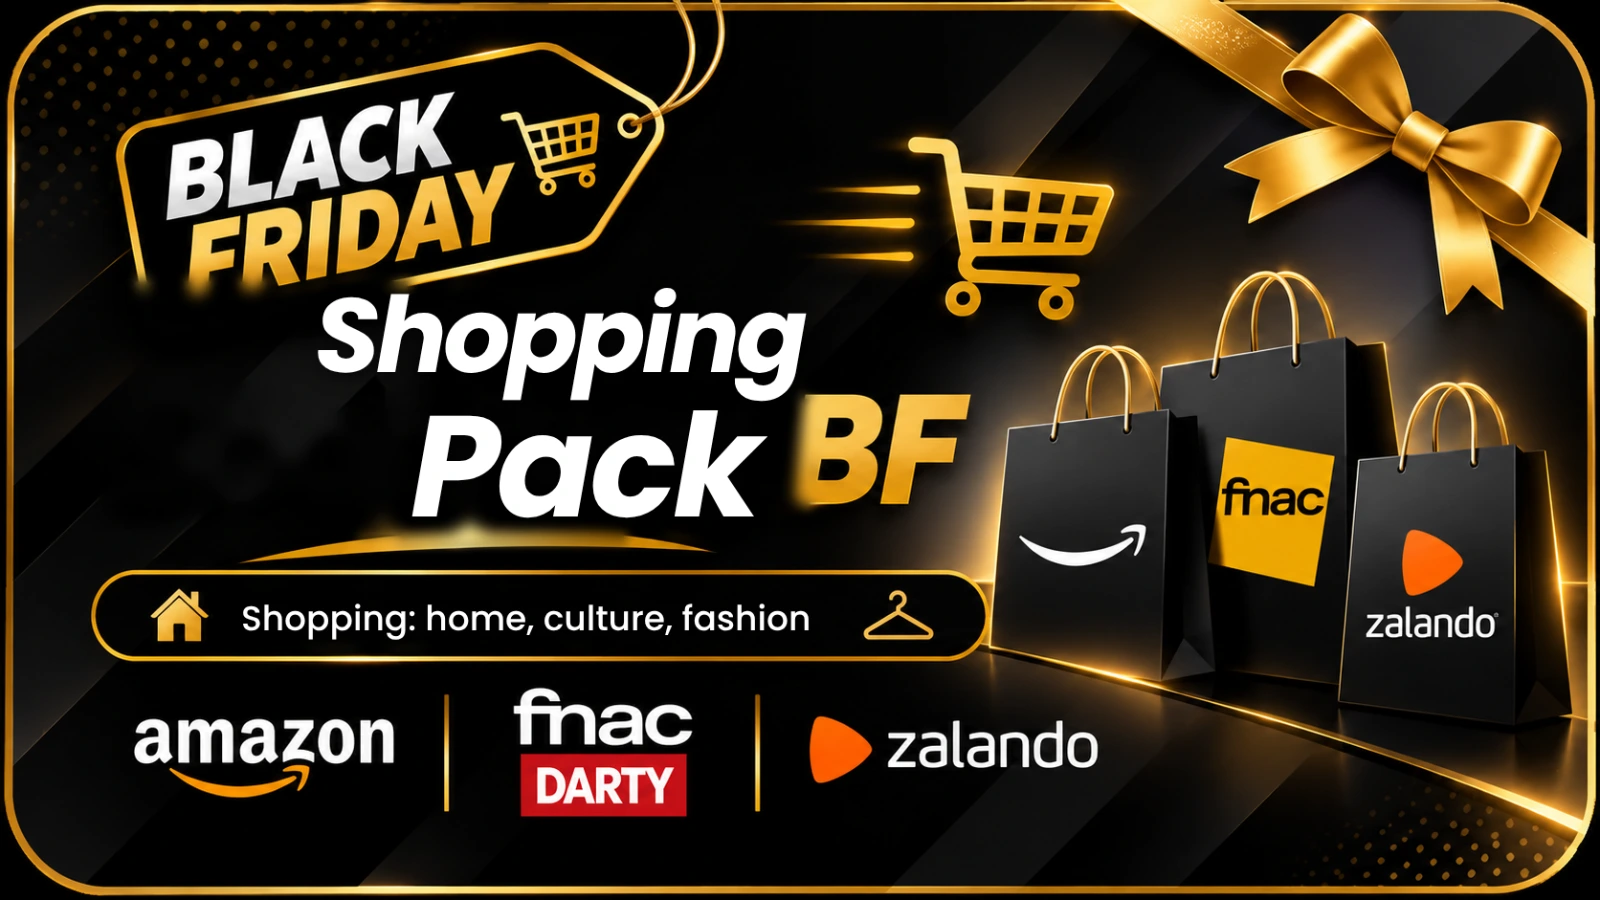 BLACK
FRIDAY
Shopping
Pack BF
Shopping: home, culture, fashion
amazon
fnac
DARTY
zalando
fnac
zalando